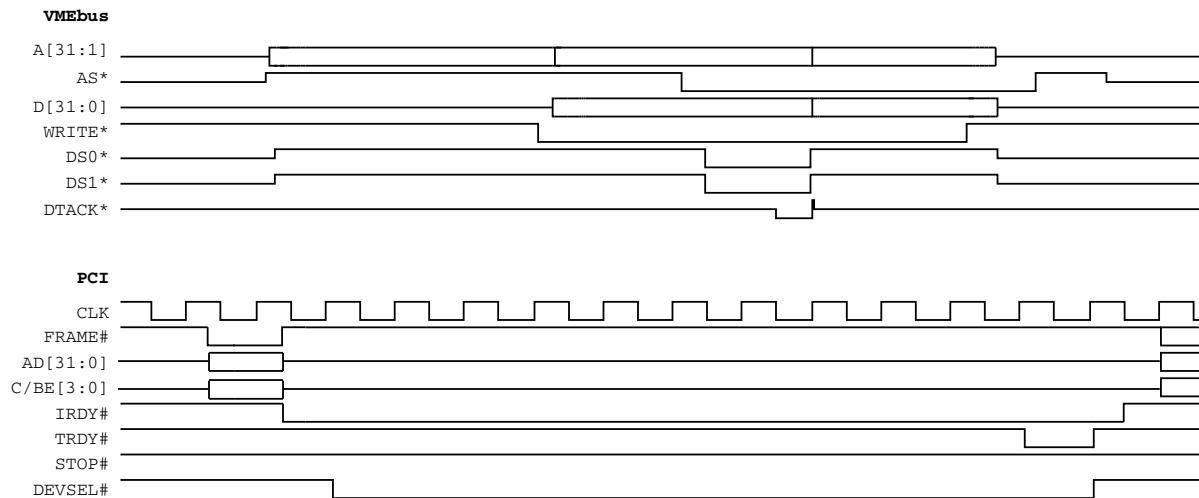 VMEbus
A[31:1]
AS*
D[31:0]
WRITE*
DS0*
DS1*
DTACK*
PCI
CLK
FRAME#
AD[31:0]
C/BE[3:0]
IRDY#
TRDY#
STOP#
DEVSEL#